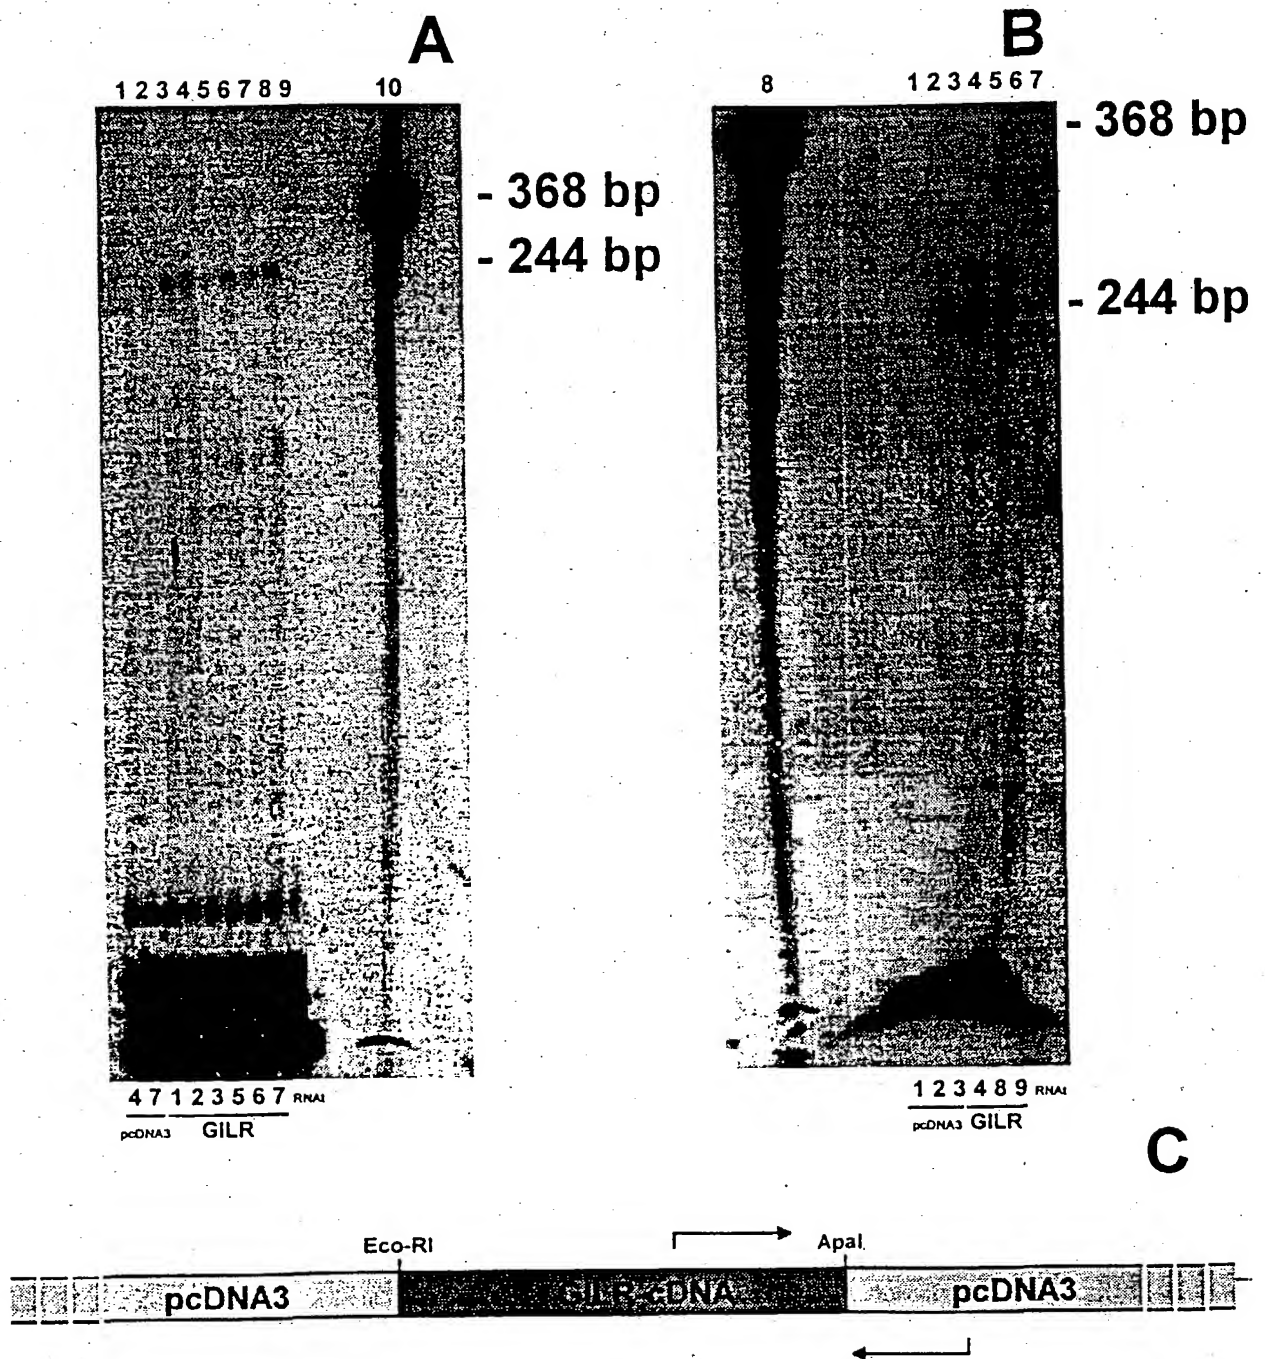 A
1 2 3 4 5 6 7 8 9 10
- 368 bp
- 244 bp
4 7 1 2 3 5 6 7 RNAt
pcDNA3 GILR
B
8 1 2 3 4 5 6 7
- 368 bp
- 244 bp
1 2 3 4 8 9 RNAt
pcDNA3 GILR
C
Eco-RI ApaI
pcDNA3 GILR-cDNA pcDNA3